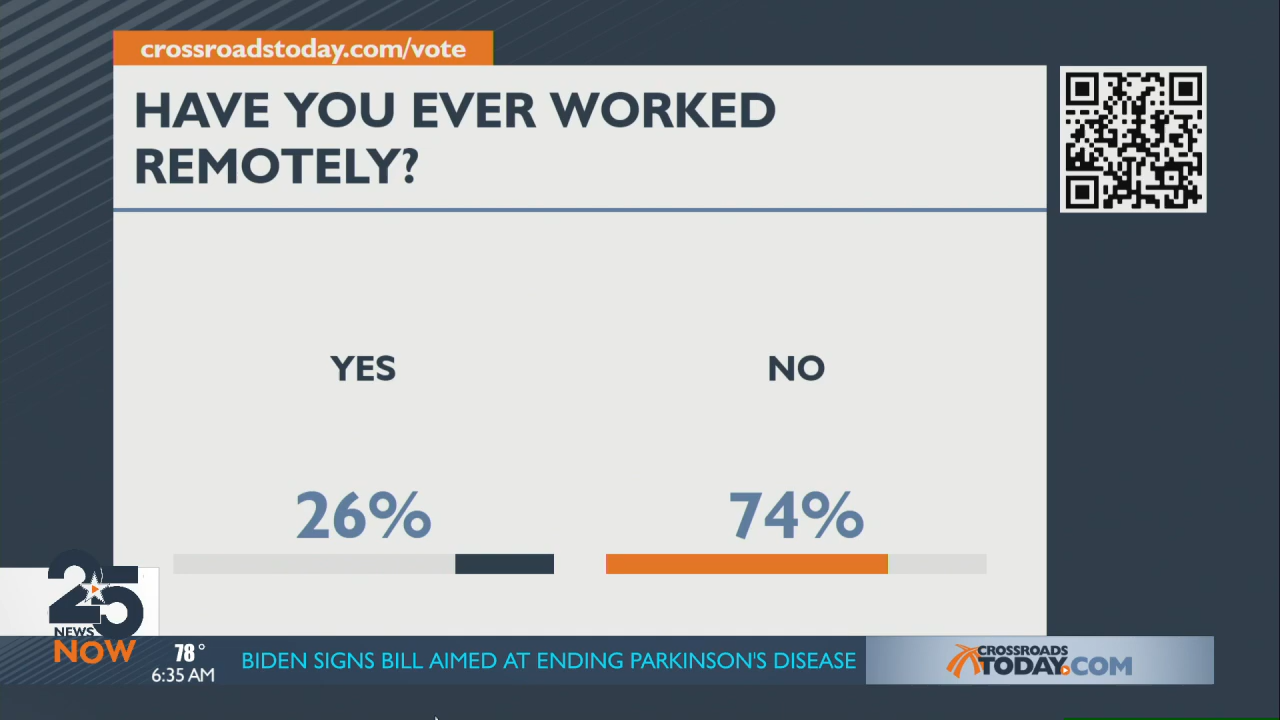 crossroadstoday.com/vote
HAVE YOU EVER WORKED
REMOTELY?
YES
NO
26%
74%
25
NEWS
NOW
78°
6:35 AM
BIDEN SIGNS BILL AIMED AT ENDING PARKINSON'S DISEASE
CROSSROADS
TODAY.COM